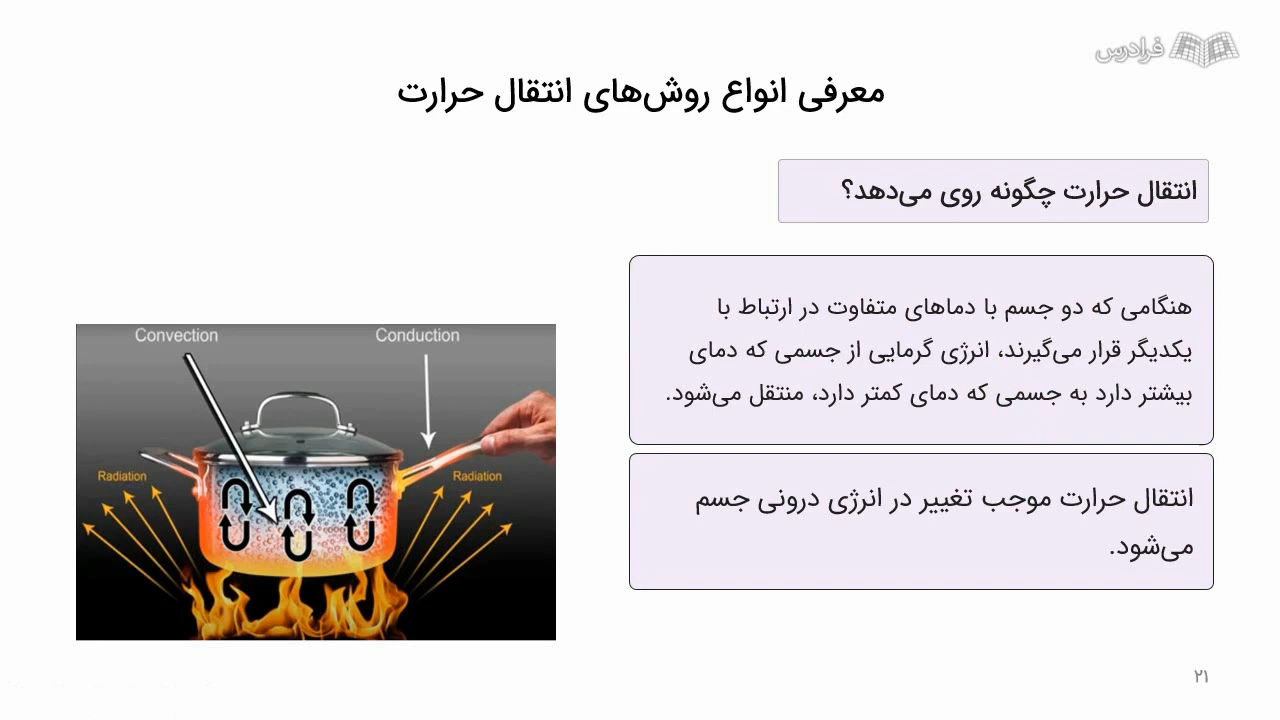 فرادرس
معرفی انواع روش‌های انتقال حرارت
انتقال حرارت چگونه روی می‌دهد؟
هنگامی که دو جسم با دماهای متفاوت در ارتباط با
یکدیگر قرار می‌گیرند، انرژی گرمایی از جسمی که دمای
بیشتر دارد به جسمی که دمای کمتر دارد، منتقل می‌شود.
انتقال حرارت موجب تغییر در انرژی درونی جسم
می‌شود.
Convection
Conduction
Radiation
Radiation
۲۱